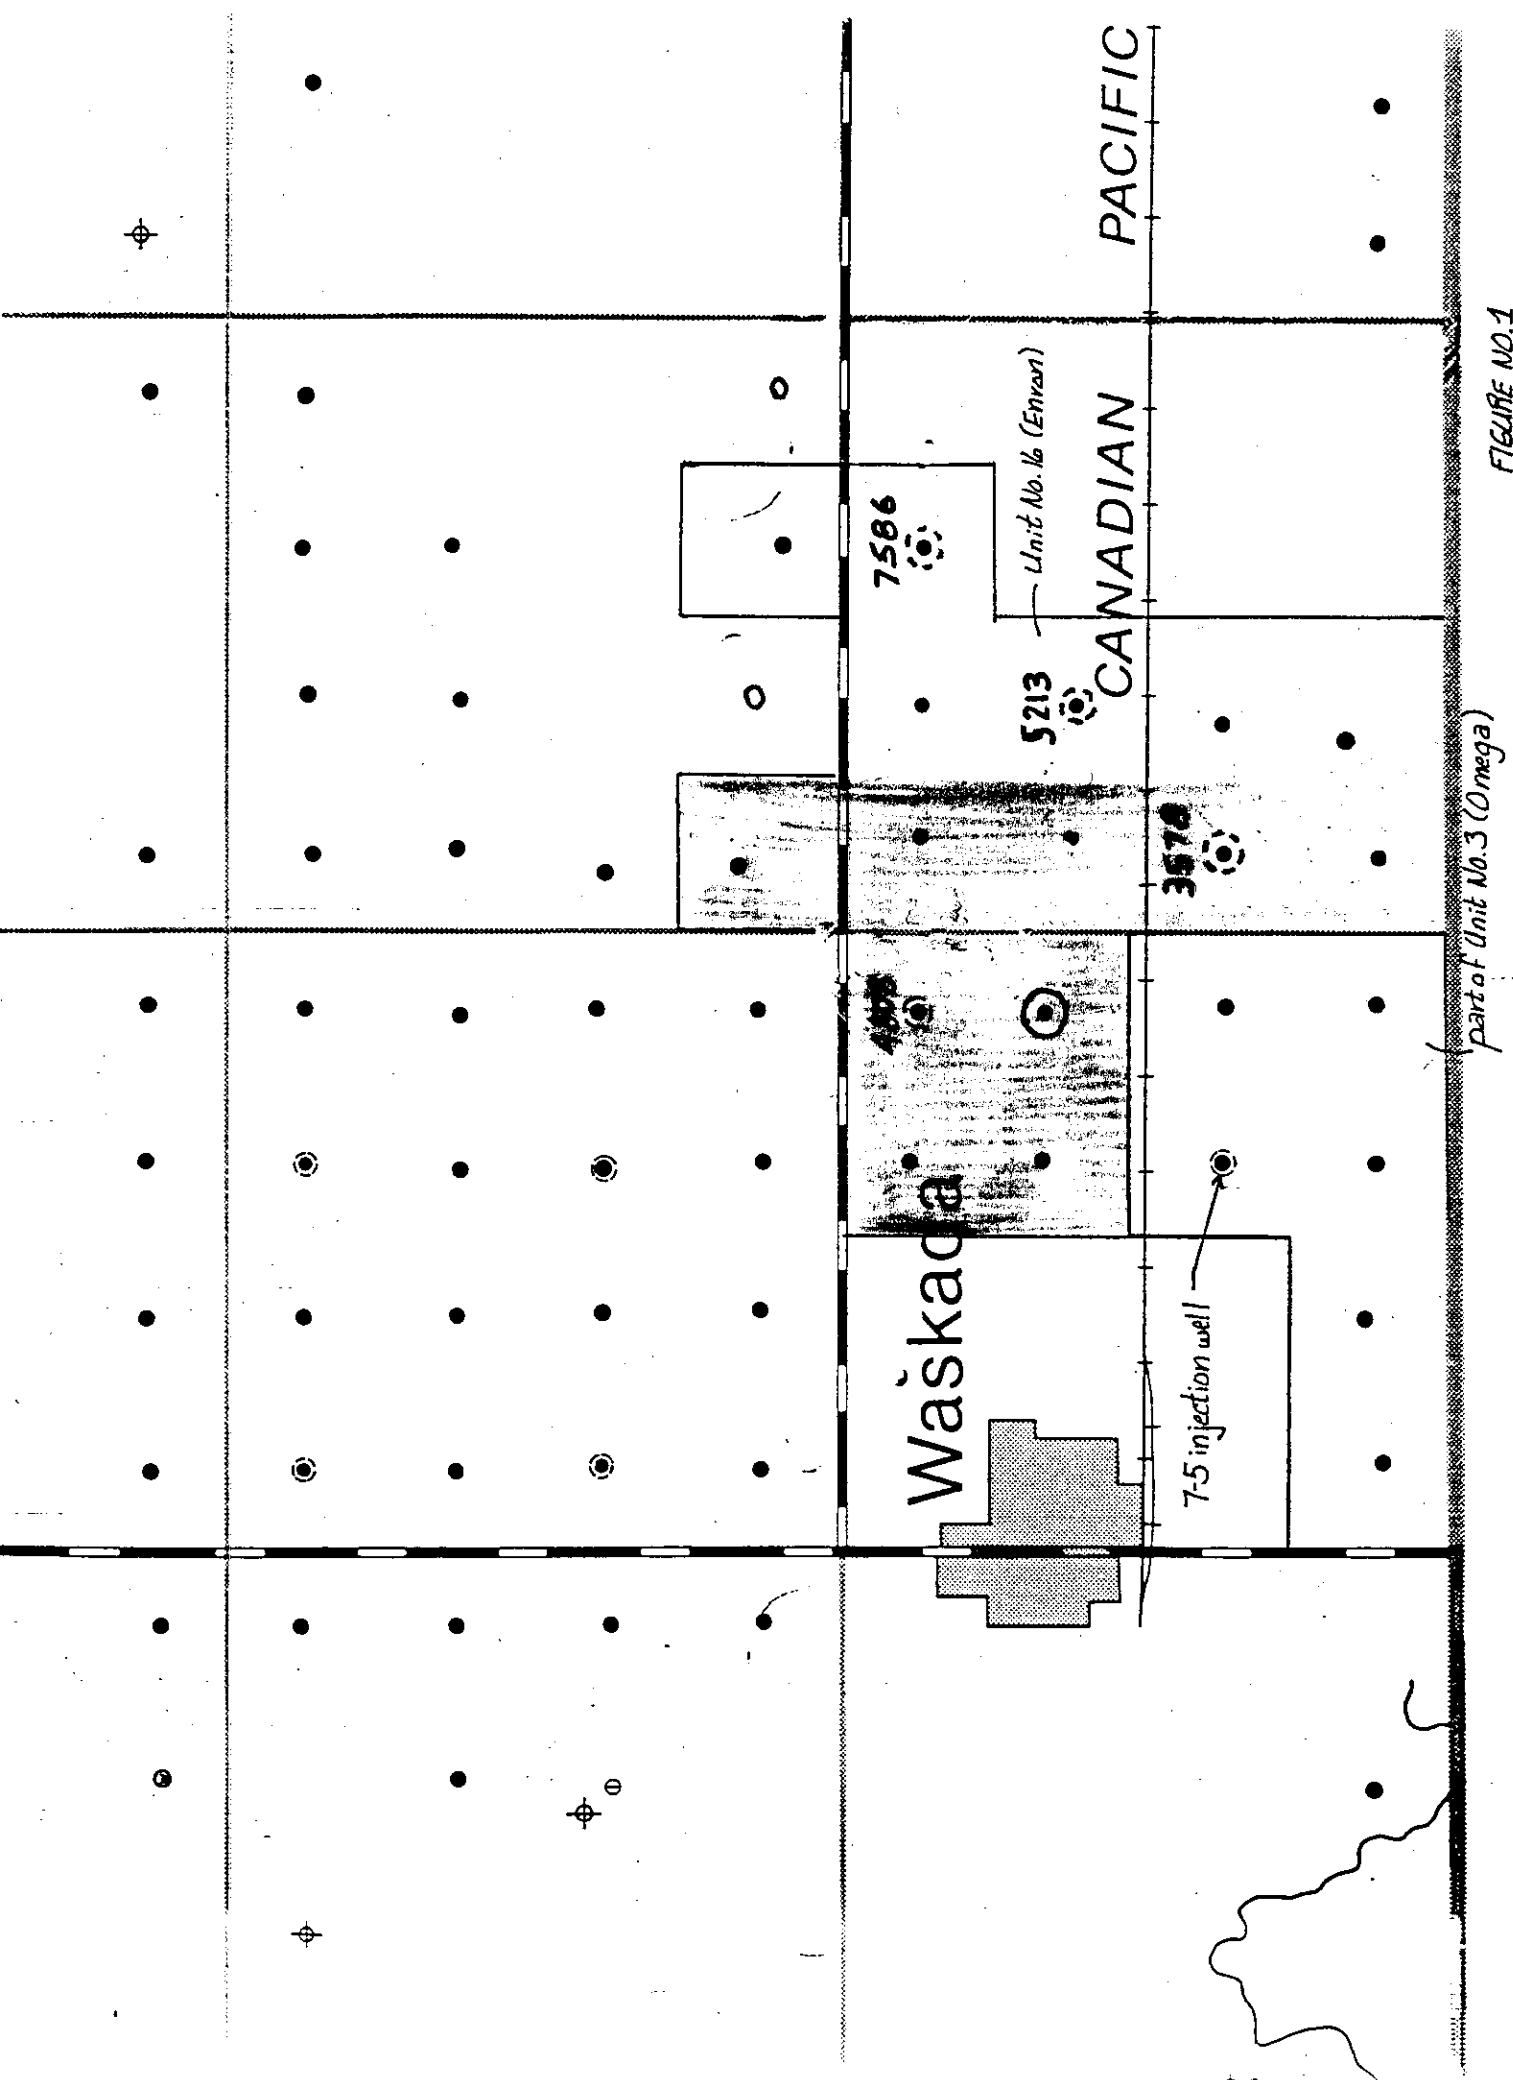 CANADIAN PACIFIC
7586
Unit No. 16 (Enron)
5213
3578
Waskada
7-5 injection well
part of Unit No. 3 (Omega)
FIGURE NO. 1